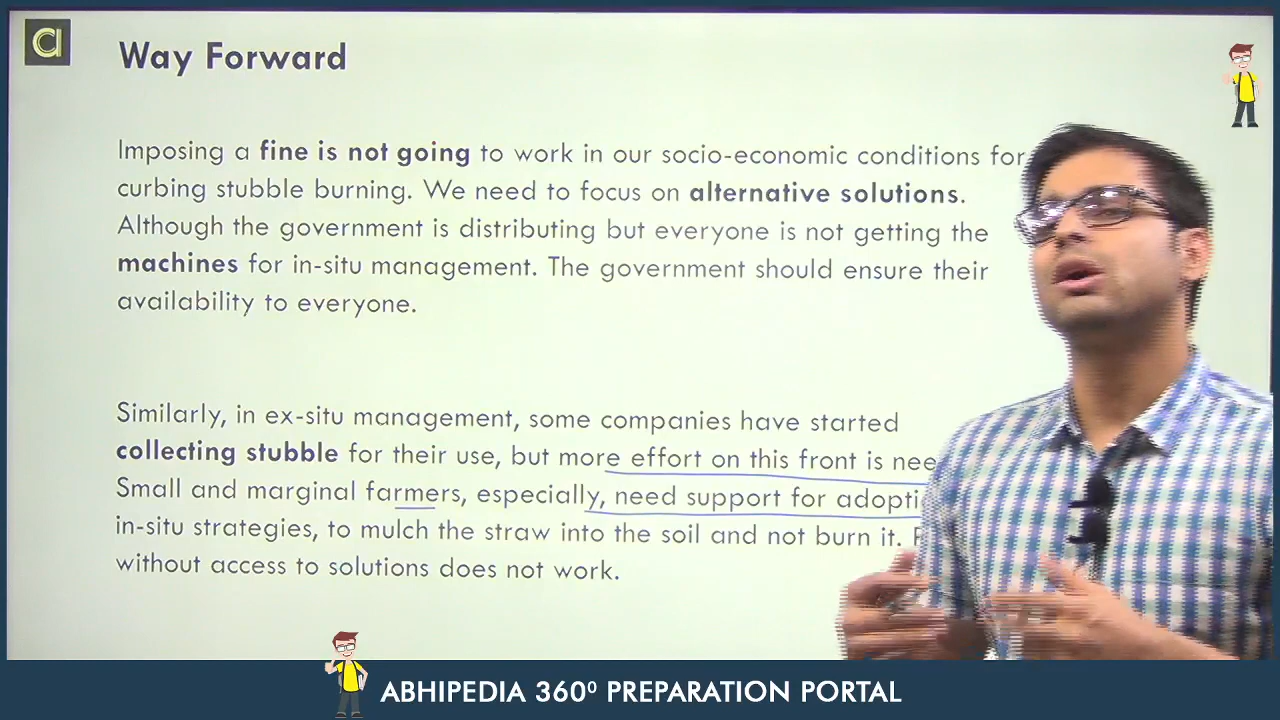 a
Way Forward
Imposing a fine is not going to work in our socio-economic conditions for
curbing stubble burning. We need to focus on alternative solutions.
Although the government is distributing but everyone is not getting the
machines for in-situ management. The government should ensure their
availability to everyone.
Similarly, in ex-situ management, some companies have started
collecting stubble for their use, but more effort on this front is
Small and marginal farmers, especially, need support for
in-situ strategies, to mulch the straw into the soil and not burn it.
without access to solutions does not work.
ABHIPEDIA 360⁰ PREPARATION PORTAL